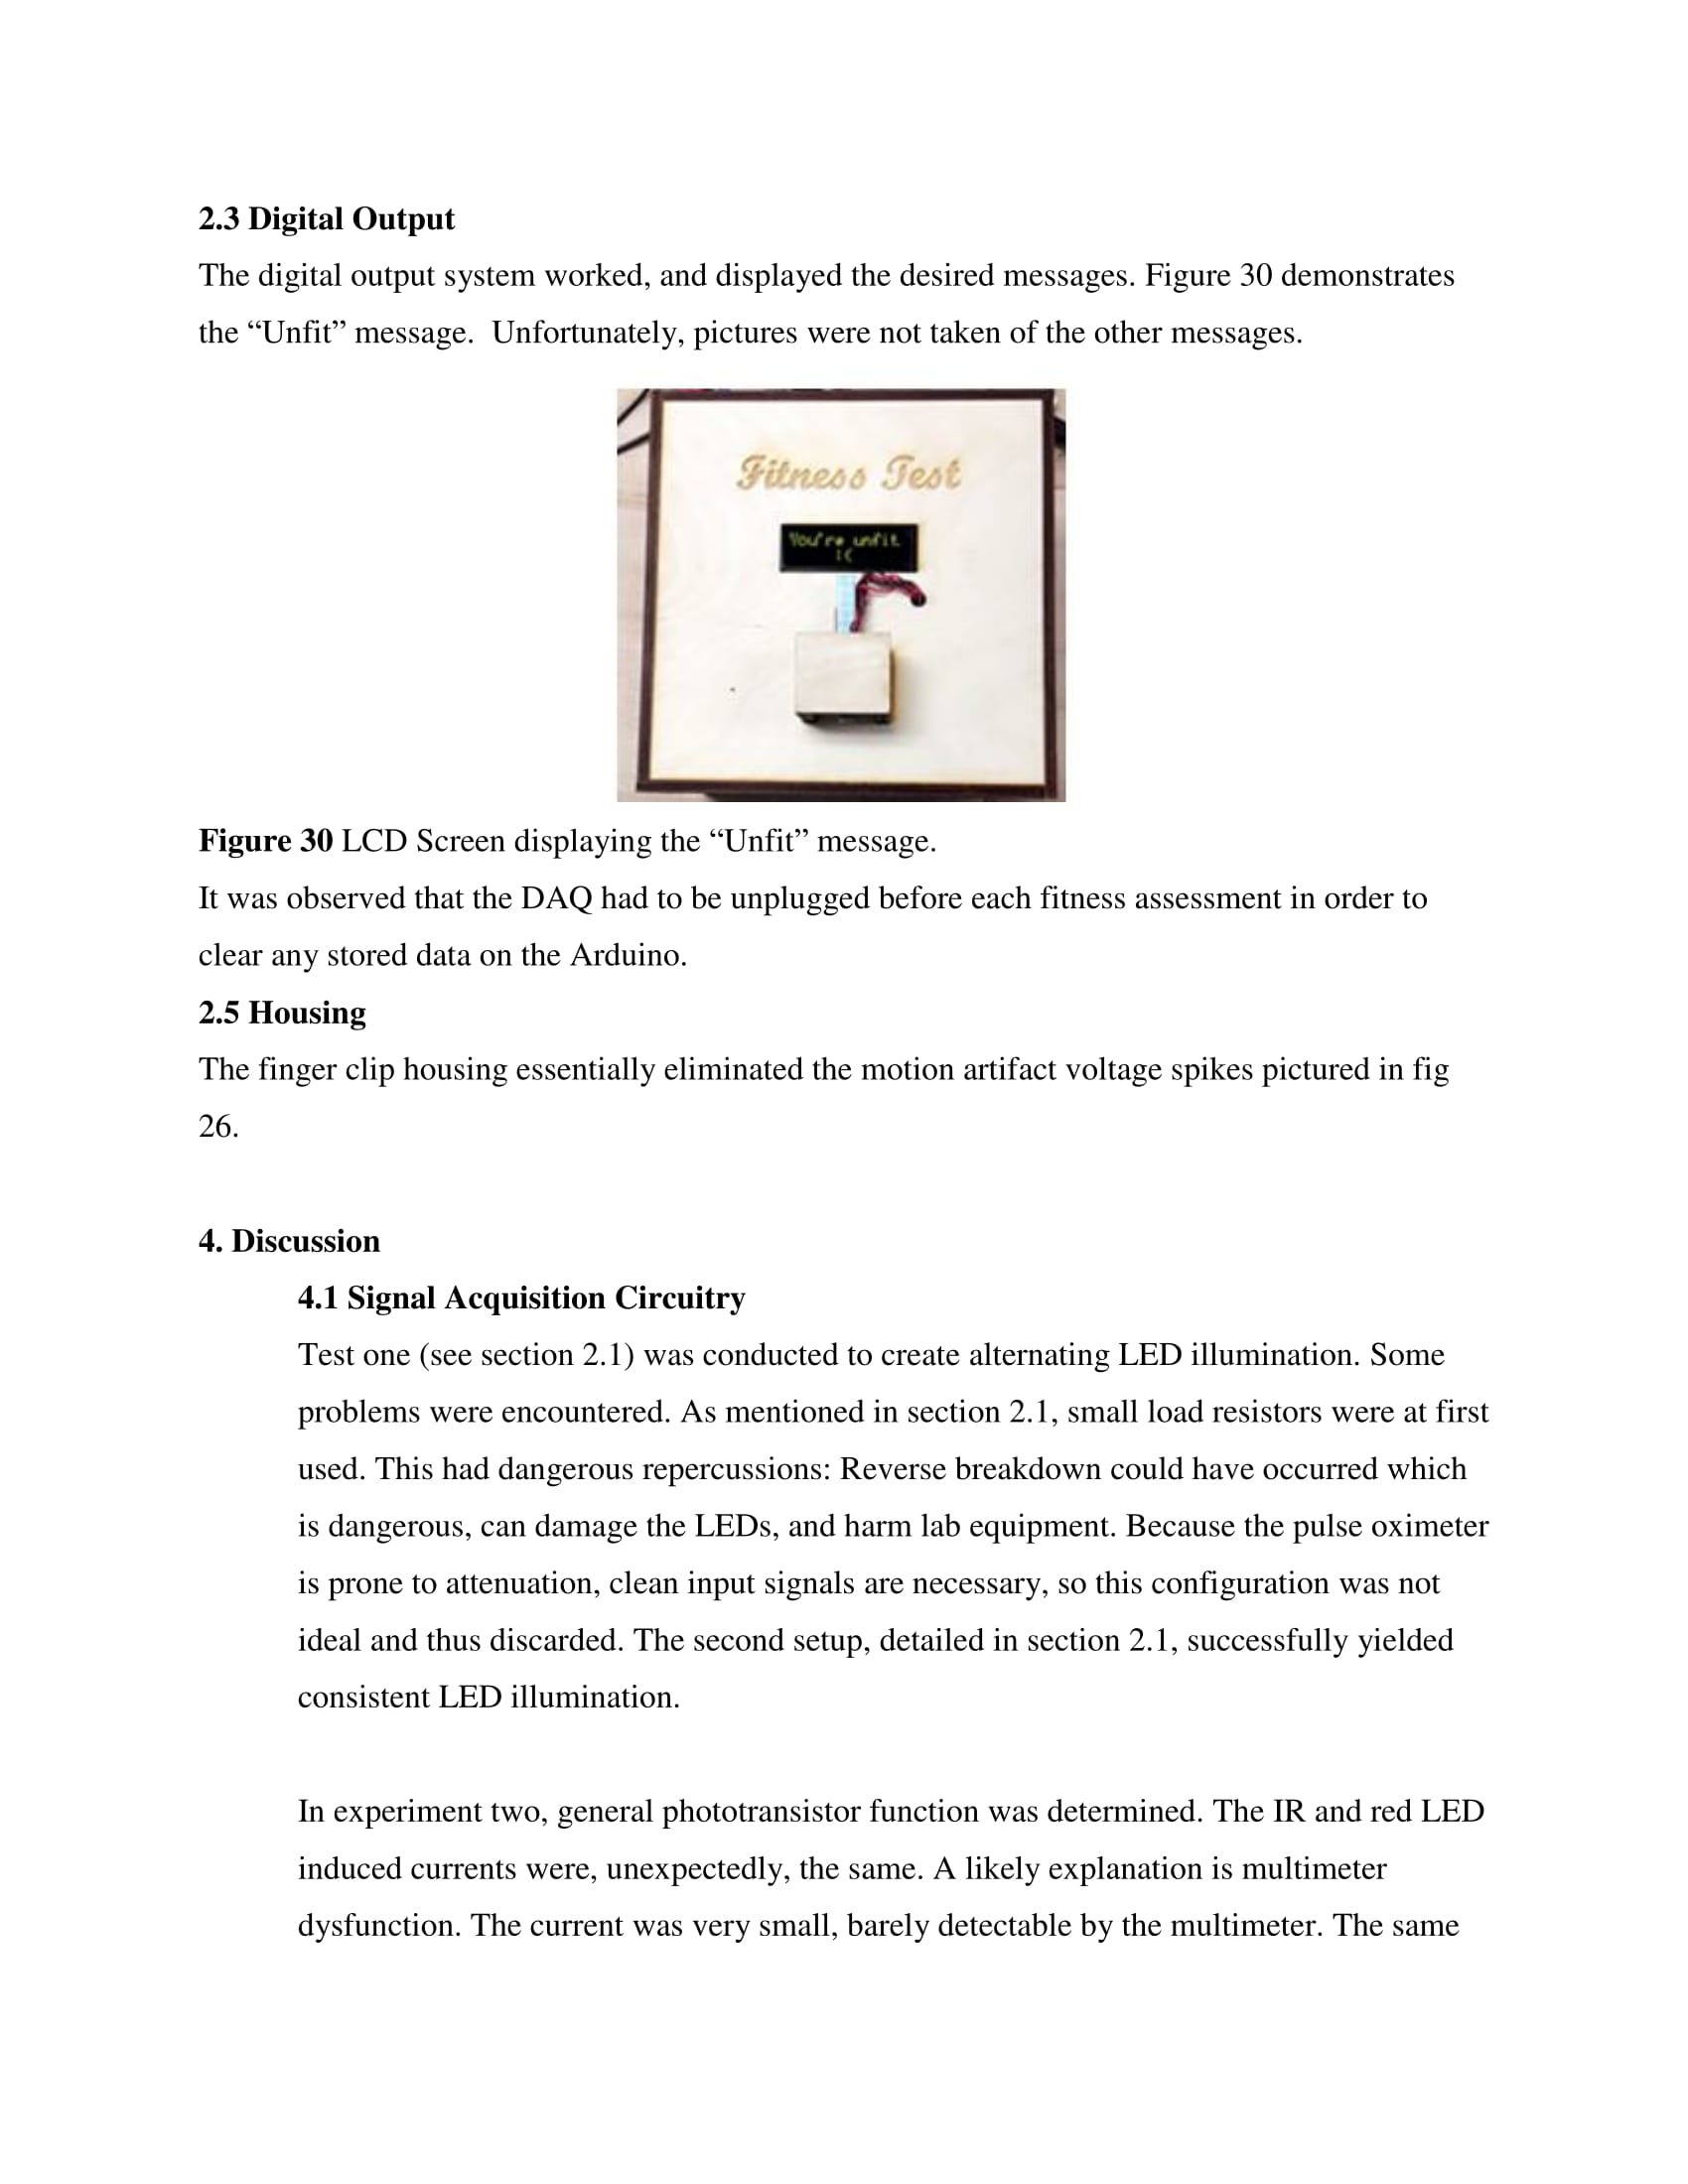 2.3 Digital Output
The digital output system worked, and displayed the desired messages. Figure 30 demonstrates
the “Unfit” message.  Unfortunately, pictures were not taken of the other messages.
Fitness Test
You're unfit
:(
Figure 30 LCD Screen displaying the “Unfit” message.
It was observed that the DAQ had to be unplugged before each fitness assessment in order to
clear any stored data on the Arduino.
2.5 Housing
The finger clip housing essentially eliminated the motion artifact voltage spikes pictured in fig
26.
4. Discussion
4.1 Signal Acquisition Circuitry
Test one (see section 2.1) was conducted to create alternating LED illumination. Some
problems were encountered. As mentioned in section 2.1, small load resistors were at first
used. This had dangerous repercussions: Reverse breakdown could have occurred which
is dangerous, can damage the LEDs, and harm lab equipment. Because the pulse oximeter
is prone to attenuation, clean input signals are necessary, so this configuration was not
ideal and thus discarded. The second setup, detailed in section 2.1, successfully yielded
consistent LED illumination.
In experiment two, general phototransistor function was determined. The IR and red LED
induced currents were, unexpectedly, the same. A likely explanation is multimeter
dysfunction. The current was very small, barely detectable by the multimeter. The same